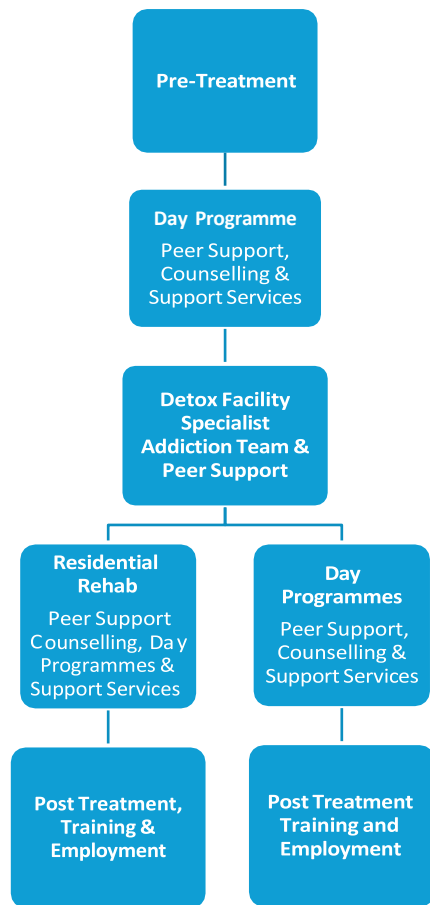 Pre-Treatment
Day Programme
Peer Support,
Counselling &
Support Services
Detox Facility
Specialist
Addiction Team &
Peer Support
Residential
Rehab
Peer Support
Counselling, Day
Programmes &
Support Services
Day
Programmes
Peer Support,
Counselling &
Support Services
Post Treatment,
Training &
Employment
Post Treatment
Training and
Employment